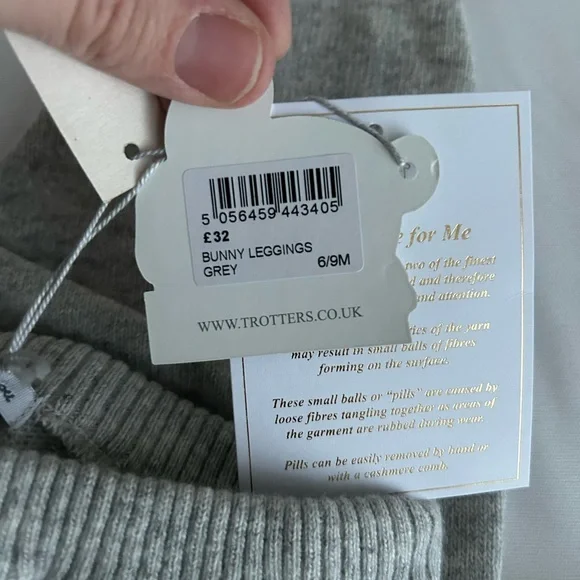 5 056459 443405
£32
BUNNY LEGGINGS
GREY 6/9M
WWW.TROTTERS.CO.UK
for Me
two of the finest
and therefore
and attention.
of the yarn
may result in small balls of fibres
forming on the surface.
These small balls or “pills” are caused by
loose fibres tangling together as areas of
the garment are rubbed during wear.
Pills can be easily removed by hand or
with a cashmere comb.